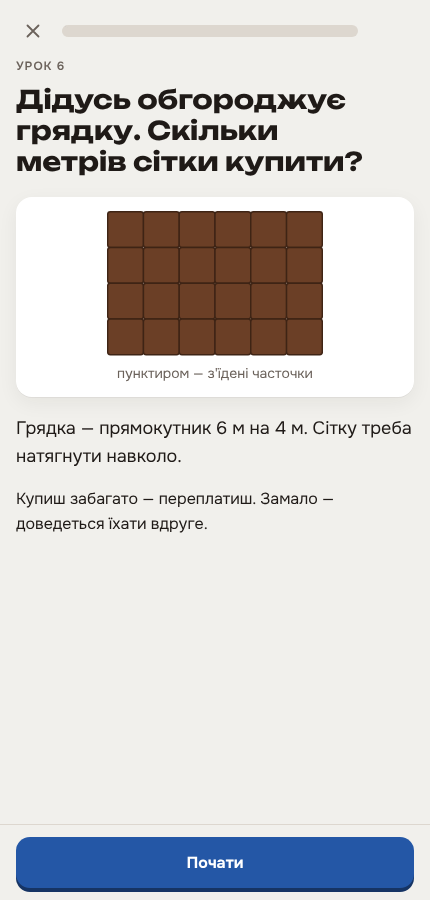 УРОК 6
Дідусь обгороджує
грядку. Скільки
метрів сітки купити?
пунктиром — з'їдені часточки
Грядка — прямокутник 6 м на 4 м. Сітку треба
натягнути навколо.
Купиш забагато — переплатиш. Замало —
доведеться їхати вдруге.
Почати